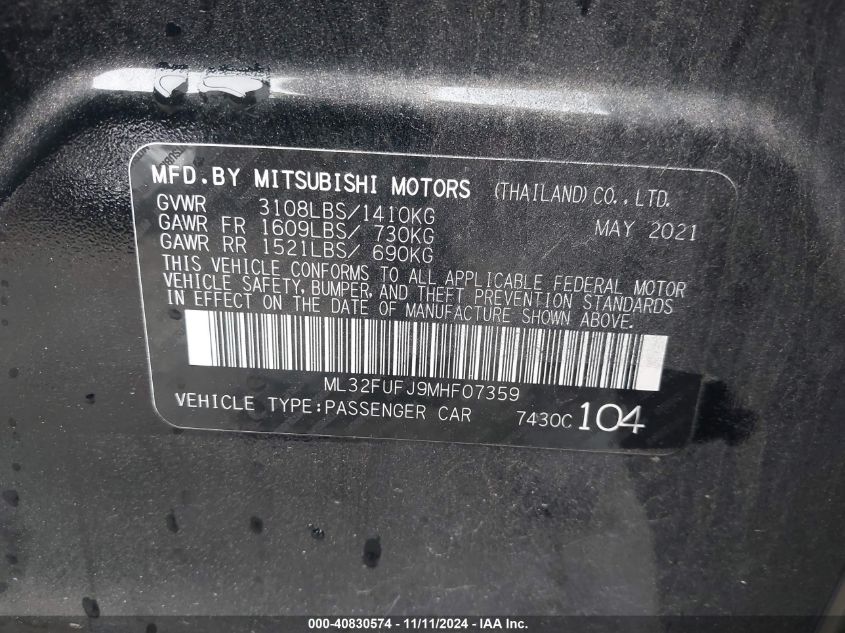 MFD.BY MITSUBISHI MOTORS (THAILAND) CO., LTD.
GVWR 3108LBS/1410KG MAY 2021
GAWR FR 1609LBS/ 730KG
GAWR RR 1521LBS/ 690KG
THIS VEHICLE CONFORMS TO ALL APPLICABLE FEDERAL MOTOR
VEHICLE SAFETY, BUMPER, AND THEFT PREVENTION STANDARDS
IN EFFECT ON THE DATE OF MANUFACTURE SHOWN ABOVE.
ML32FUFJ9MHF07359
VEHICLE TYPE:PASSENGER CAR 7430C 104
000-40830574 - 11/11/2024 - IAA Inc.